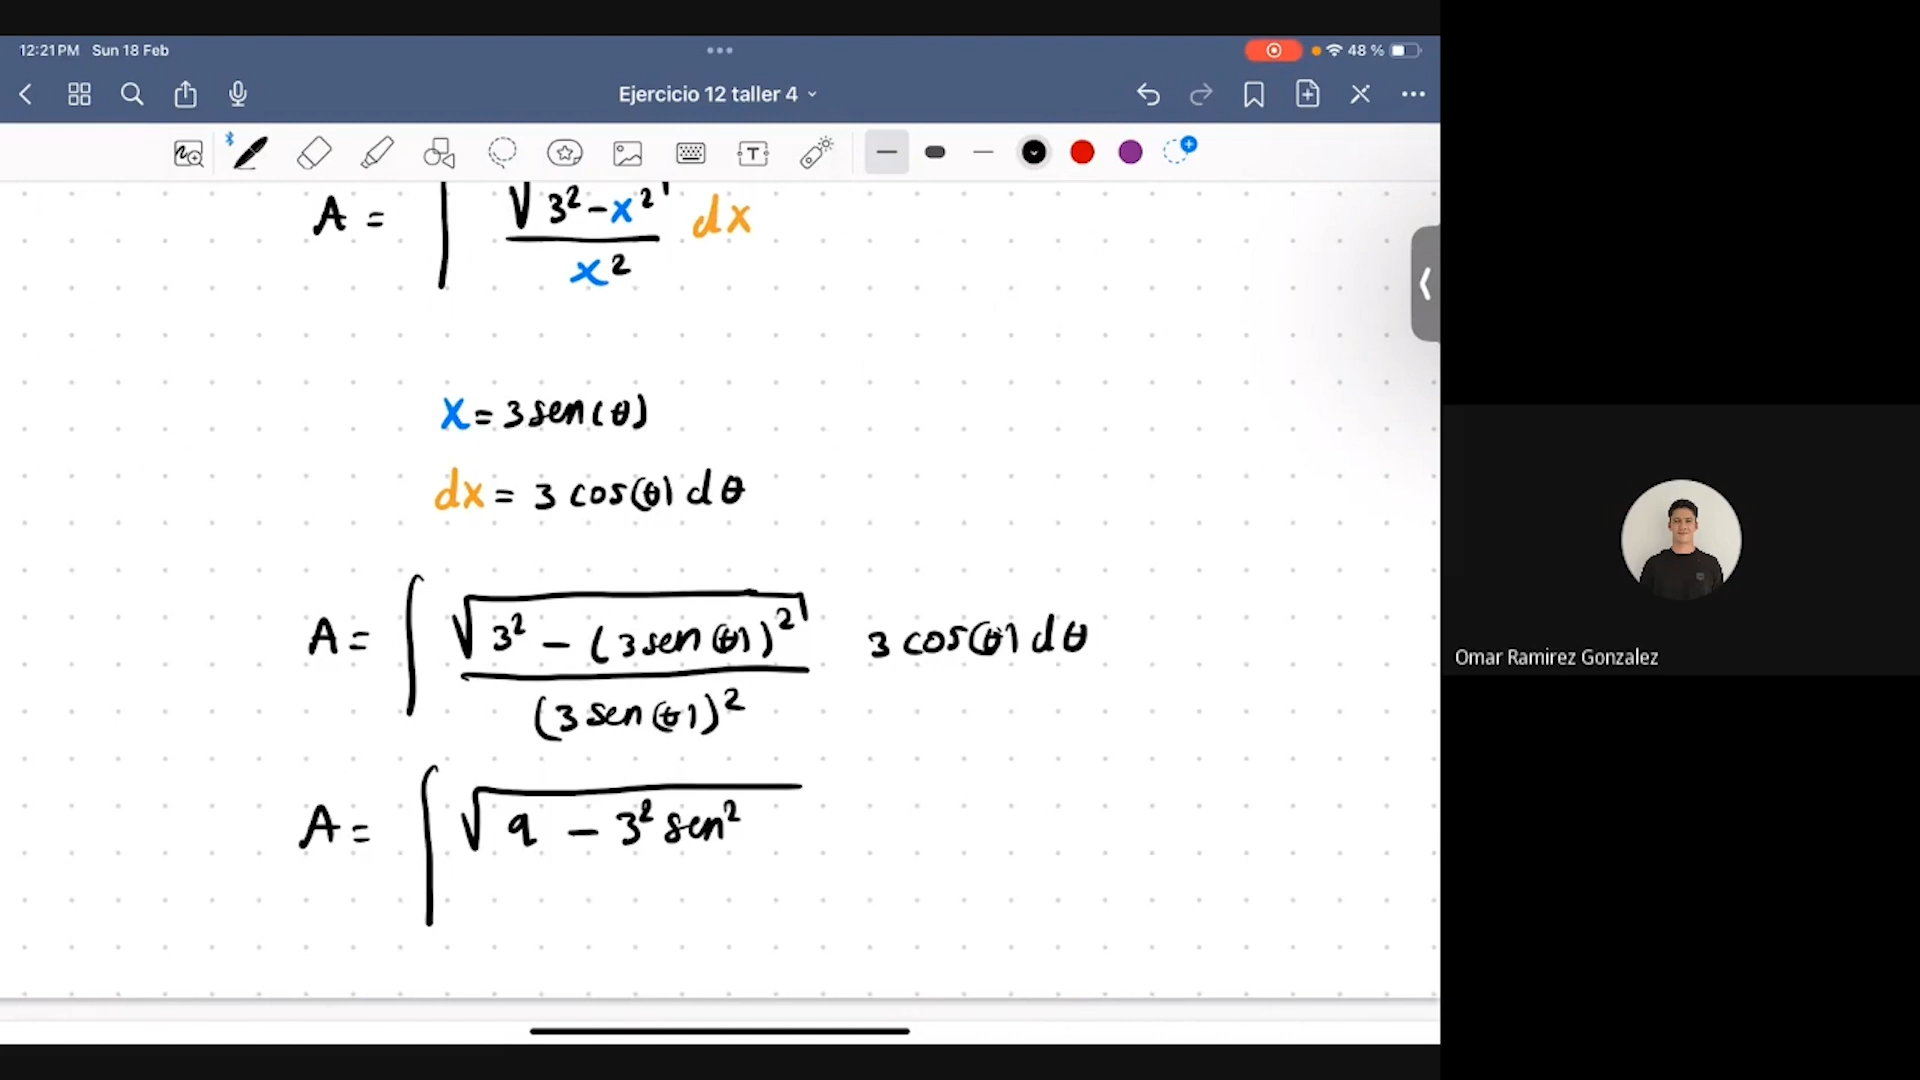 12:21 PM Sun 18 Feb
48 %
Ejercicio 12 taller 4
A = ∫ √(3² - x²) / x² dx
x = 3 sen(θ)
dx = 3 cos(θ) dθ
A = ∫ √(3² - (3 sen(θ))²) / (3 sen(θ))² 3 cos(θ) dθ
A = ∫ √(9 - 3² sen²
Omar Ramirez Gonzalez